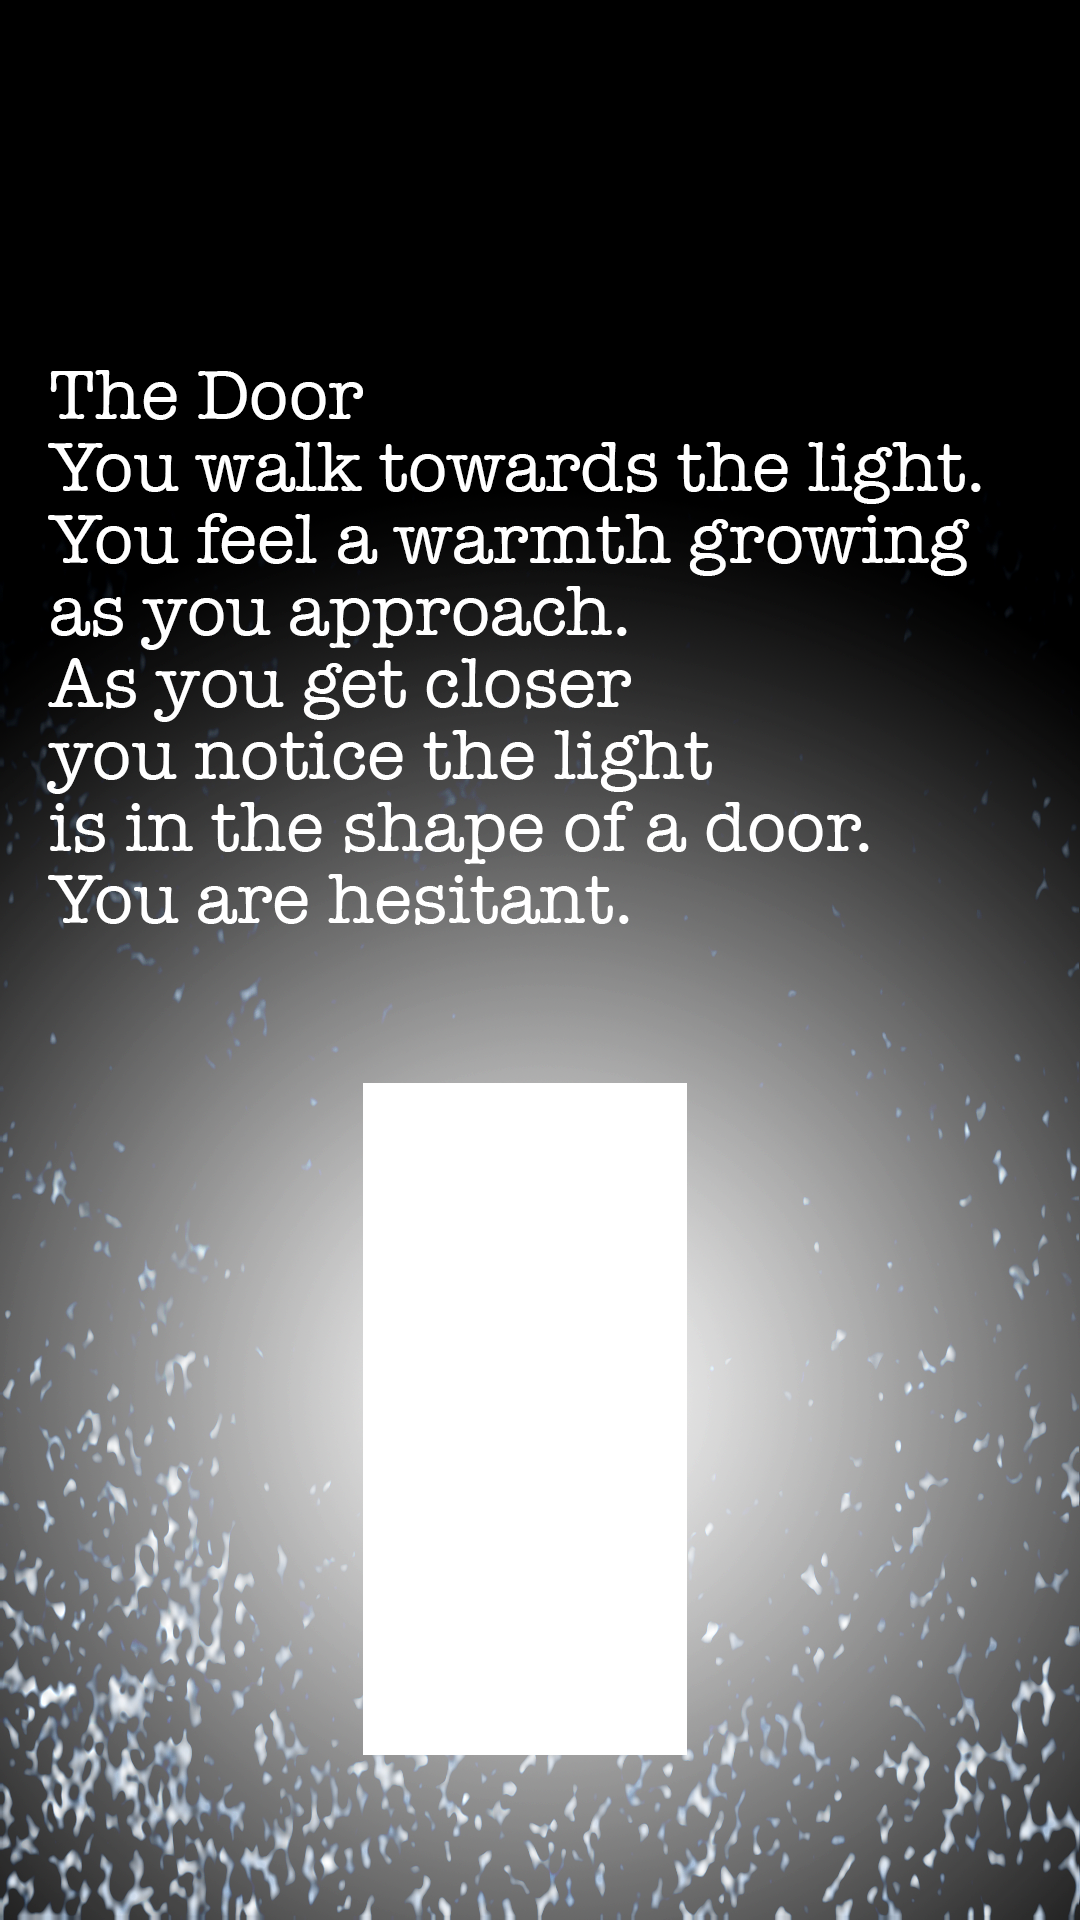 The Door
You walk towards the light.
You feel a warmth growing
as you approach.
As you get closer
you notice the light
is in the shape of a door.
You are hesitant.